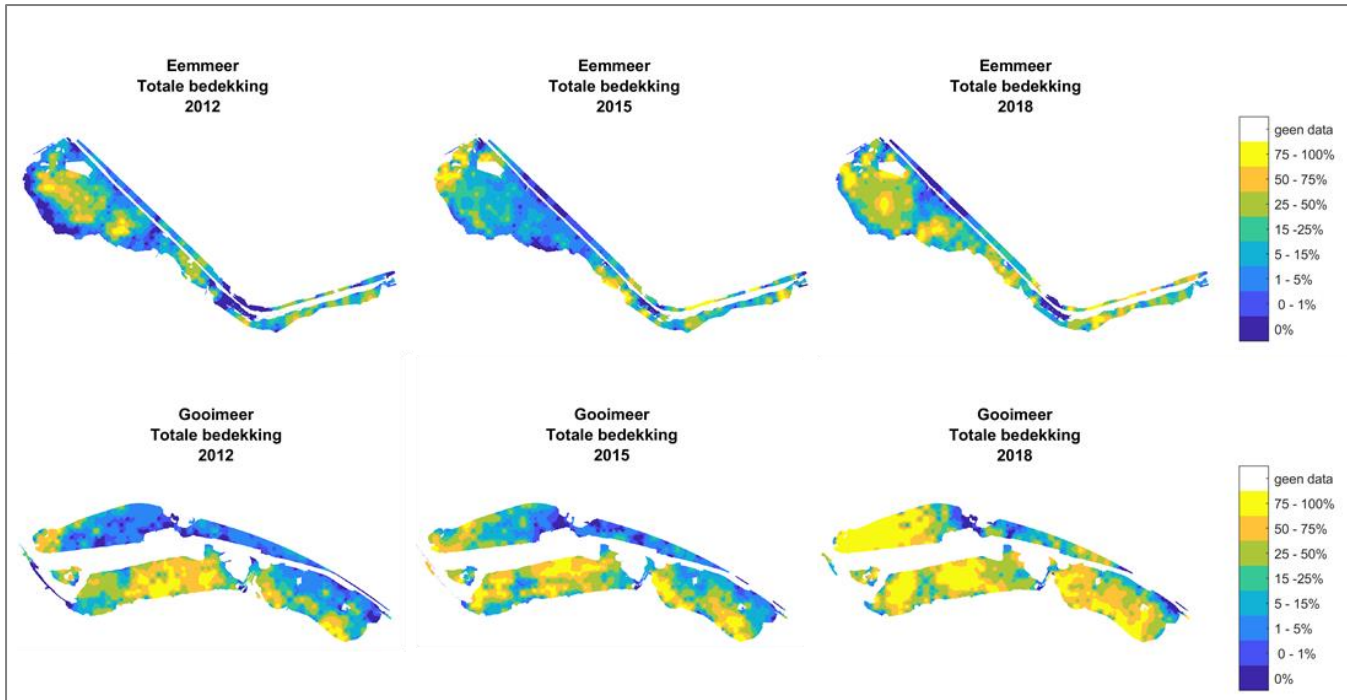 Eemmeer
Totale bedekking
2012
Eemmeer
Totale bedekking
2015
Eemmeer
Totale bedekking
2018
geen data
75 - 100%
50 - 75%
25 - 50%
15 -25%
5 - 15%
1 - 5%
0 - 1%
0%
Gooimeer
Totale bedekking
2012
Gooimeer
Totale bedekking
2015
Gooimeer
Totale bedekking
2018
geen data
75 - 100%
50 - 75%
25 - 50%
15 -25%
5 - 15%
1 - 5%
0 - 1%
0%